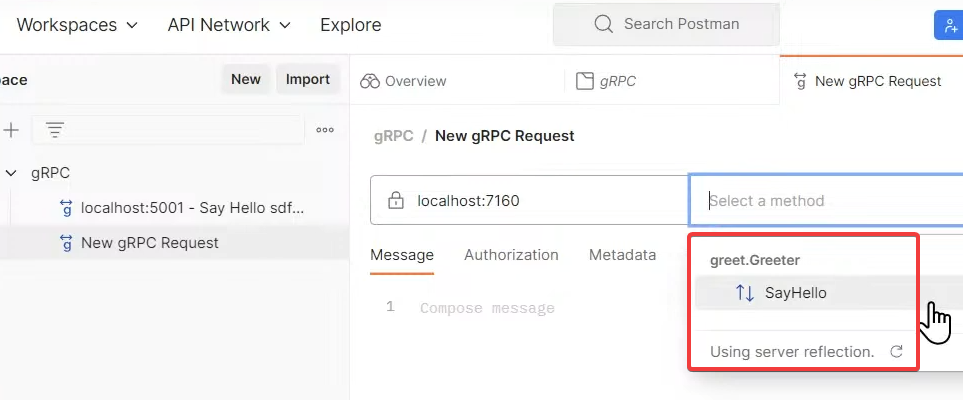 Workspaces API Network Explore Search Postman
ace New Import Overview gRPC New gRPC Request
gRPC / New gRPC Request
gRPC
localhost:7160 Select a method
localhost:5001 - Say Hello sdf...
New gRPC Request
Message Authorization Metadata
greet.Greeter
SayHello
1 Compose message
Using server reflection.